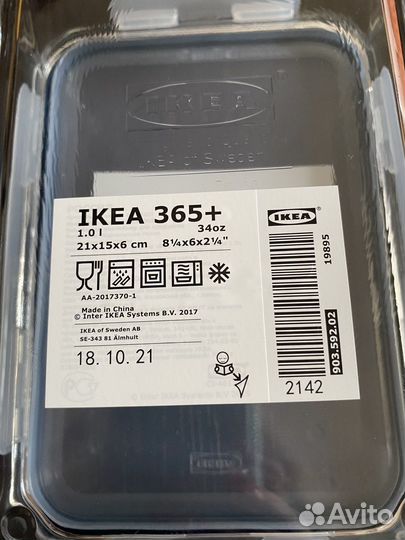 IKEA
IKEA of Sweden
IKEA 365+
1.0 l 34oz
21x15x6 cm 8¼x6x2¼"
AA-2017370-1
Made in China
© Inter IKEA Systems B.V. 2017
IKEA of Sweden AB
SE-343 81 Älmhult
18. 10. 21
IKEA
19895
903.592.02
2142
IKEA
Avito